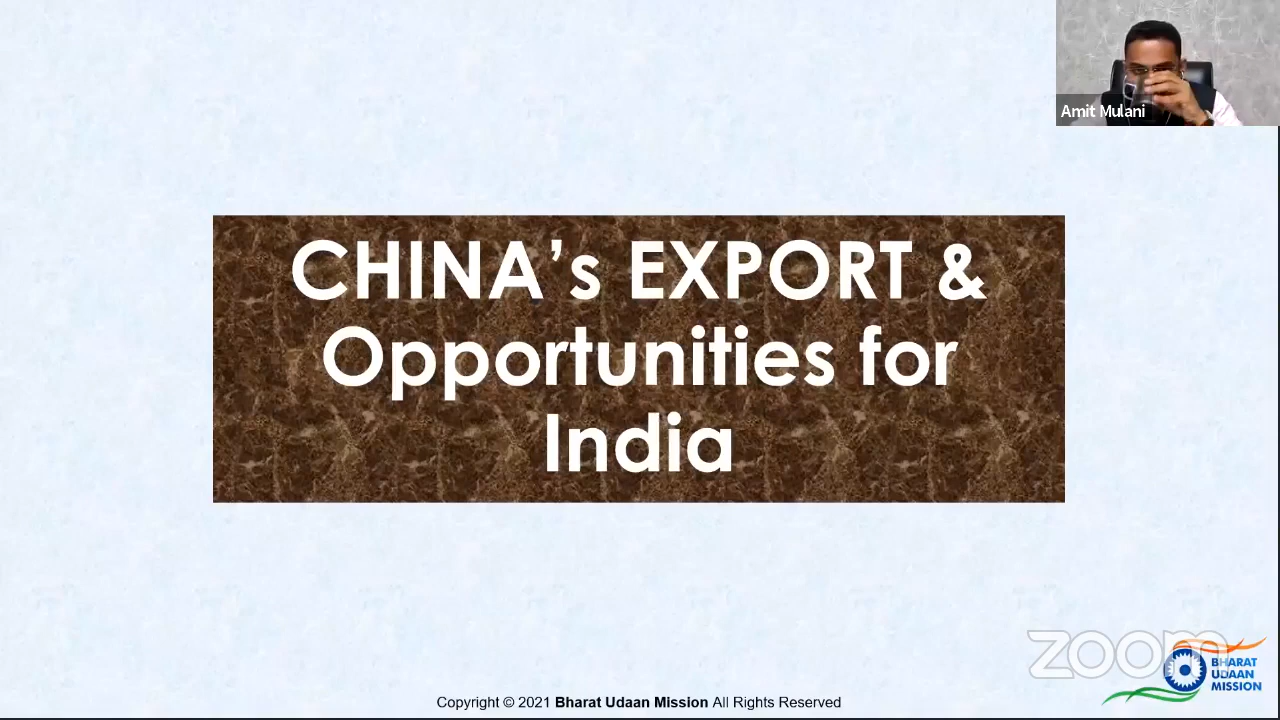 Amit Mulani
CHINA’s EXPORT &
Opportunities for
India
zoom
BHARAT
UDAAN
MISSION
Copyright © 2021 Bharat Udaan Mission All Rights Reserved